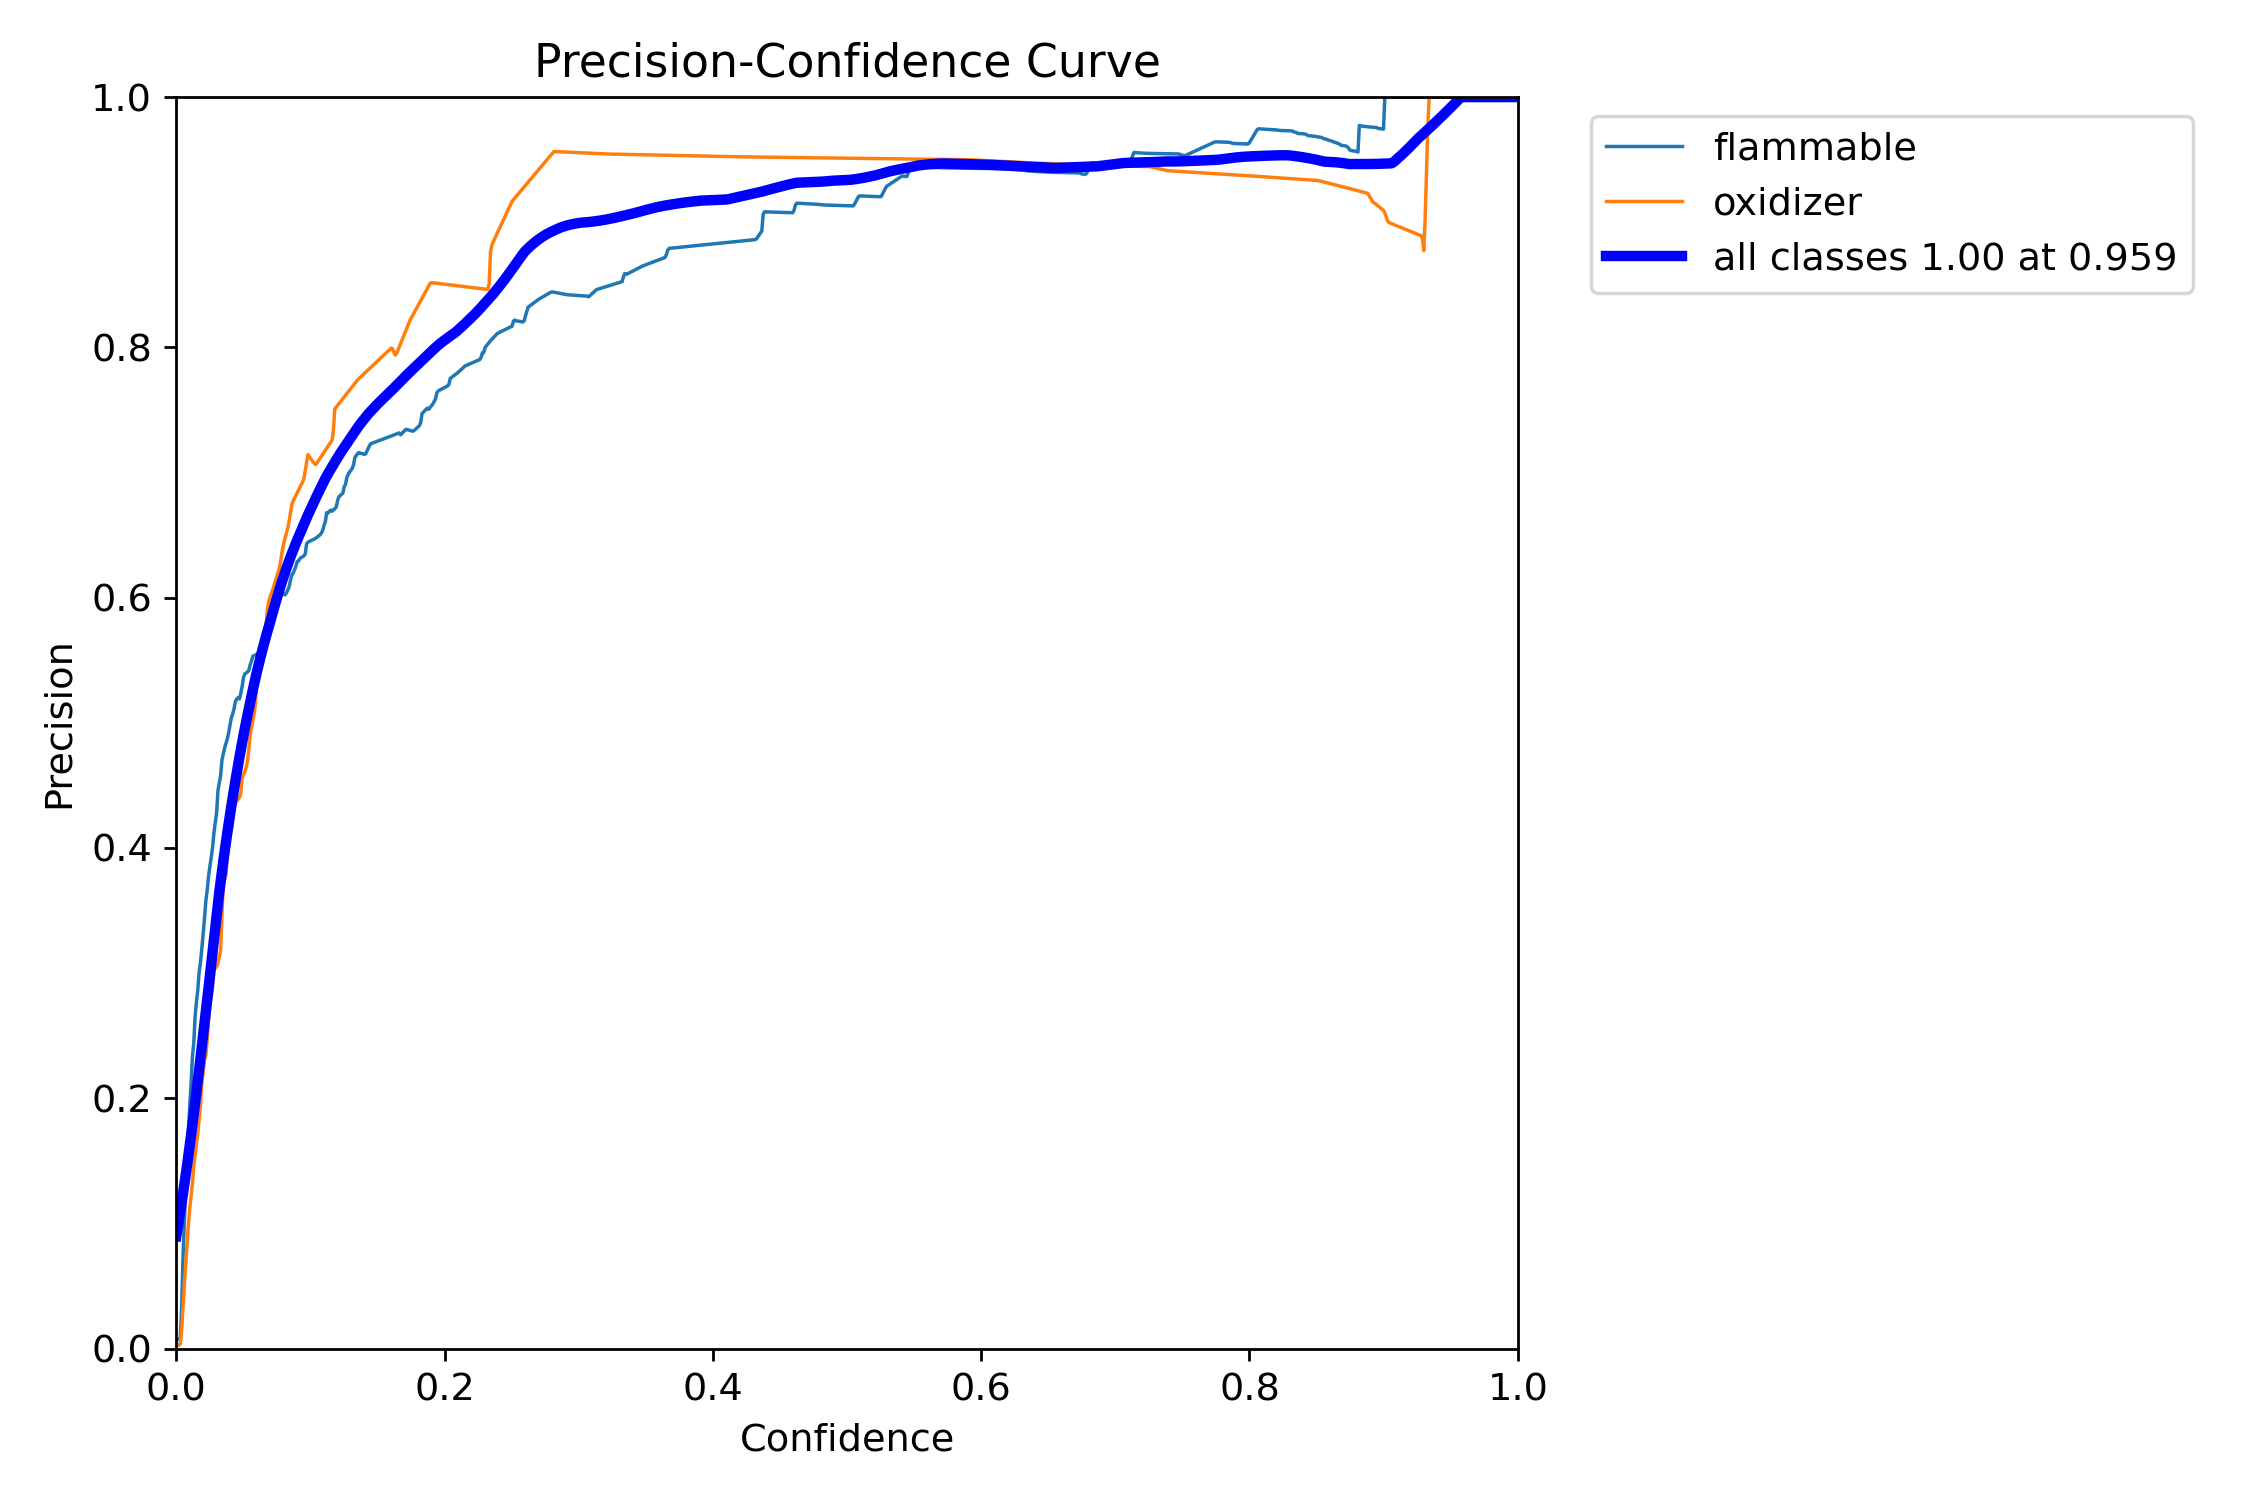 Precision-Confidence Curve
1.0
0.8
0.6
0.4
0.2
0.0
Precision
0.0 0.2 0.4 0.6 0.8 1.0
Confidence
flammable
oxidizer
all classes 1.00 at 0.959